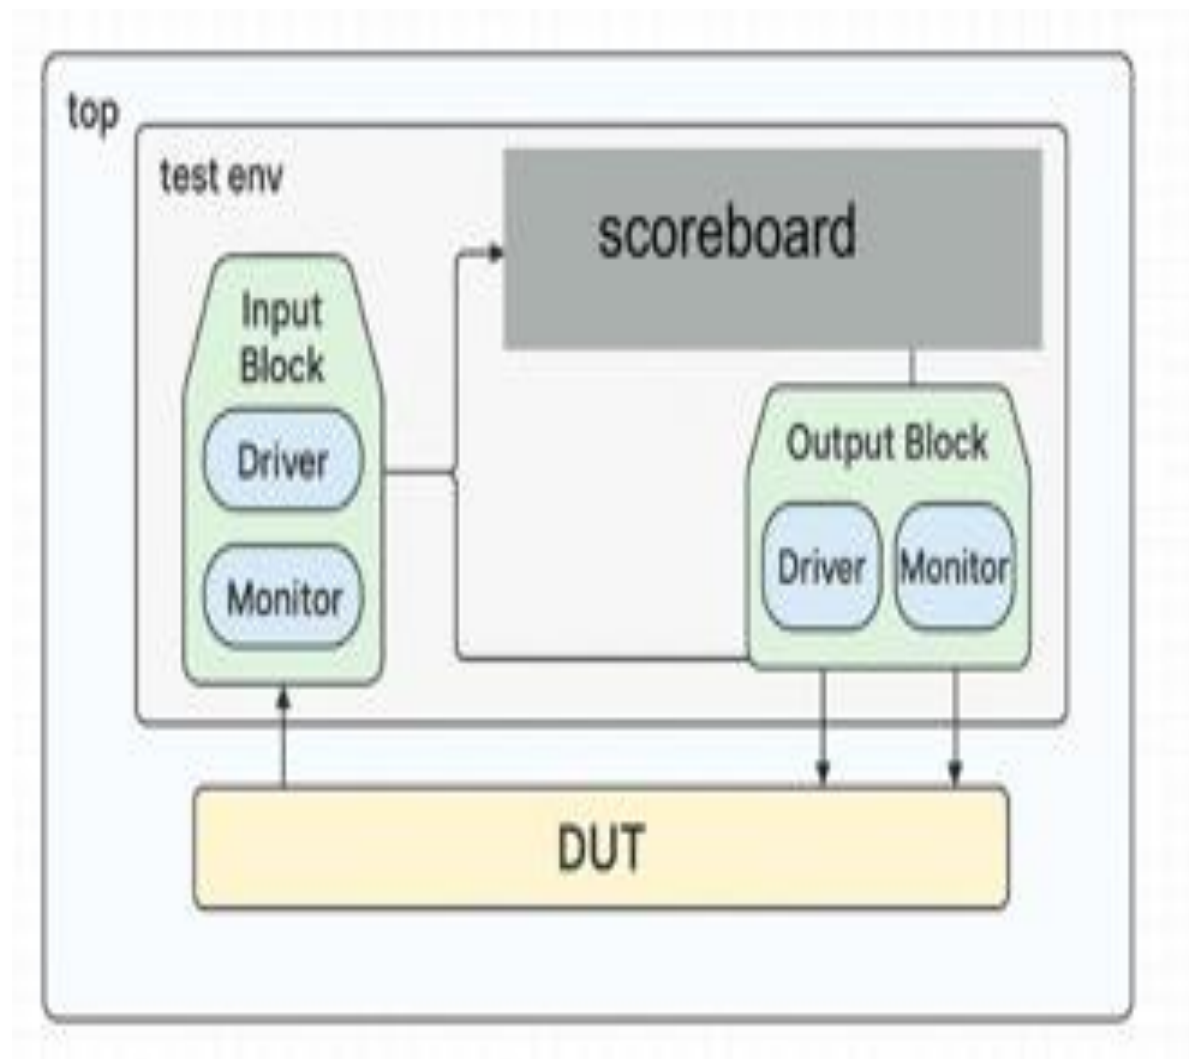 top
test env
scoreboard
Input
Block
Driver
Monitor
Output Block
Driver
Monitor
DUT